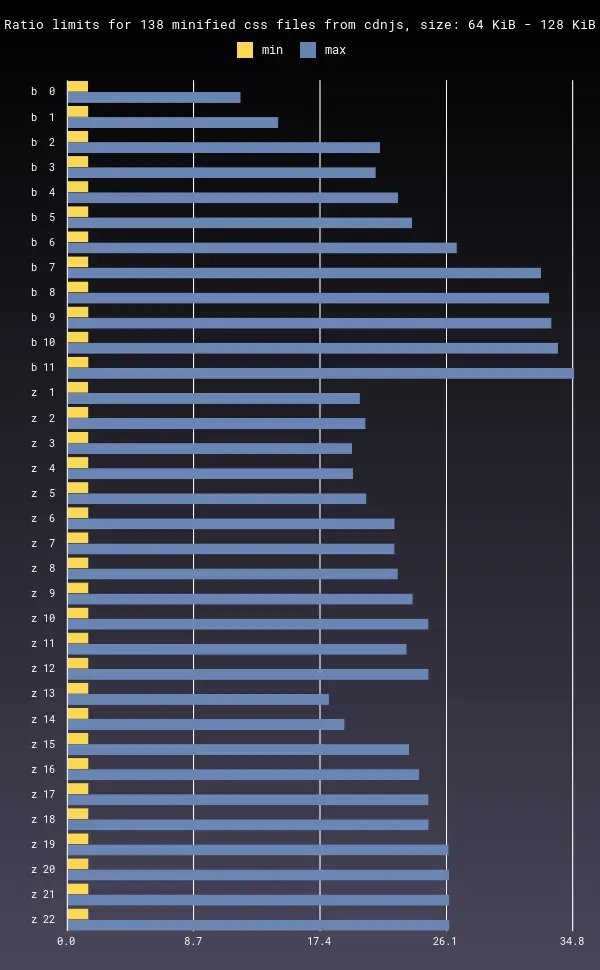 Ratio limits for 138 minified css files from cdnjs, size: 64 KiB - 128 KiB
min max
b 0
b 1
b 2
b 3
b 4
b 5
b 6
b 7
b 8
b 9
b 10
b 11
z 1
z 2
z 3
z 4
z 5
z 6
z 7
z 8
z 9
z 10
z 11
z 12
z 13
z 14
z 15
z 16
z 17
z 18
z 19
z 20
z 21
z 22
0.0 8.7 17.4 26.1 34.8